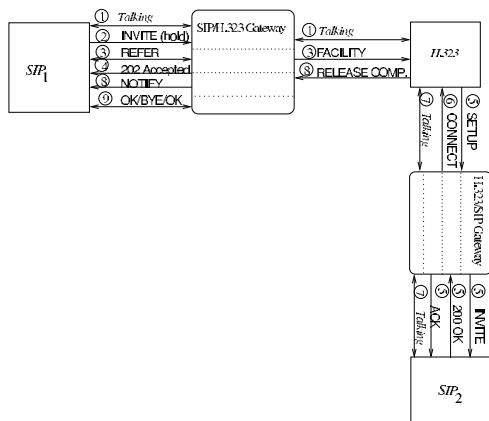 ① Talking
② INVITE (hold)
③ REFER
④ 202 Accepted
⑧ NOTIFY
⑨ OK/BYE/OK
SIP1
SIP/H.323 Gateway
① Talking
③ FACILITY
⑧ RELEASE COMP.
H.323
⑦ Talking
⑥ CONNECT
⑤ SETUP
H.323/SIP Gateway
⑦ Talking
⑤ ACK
⑤ 200 OK
⑤ INVITE
SIP2